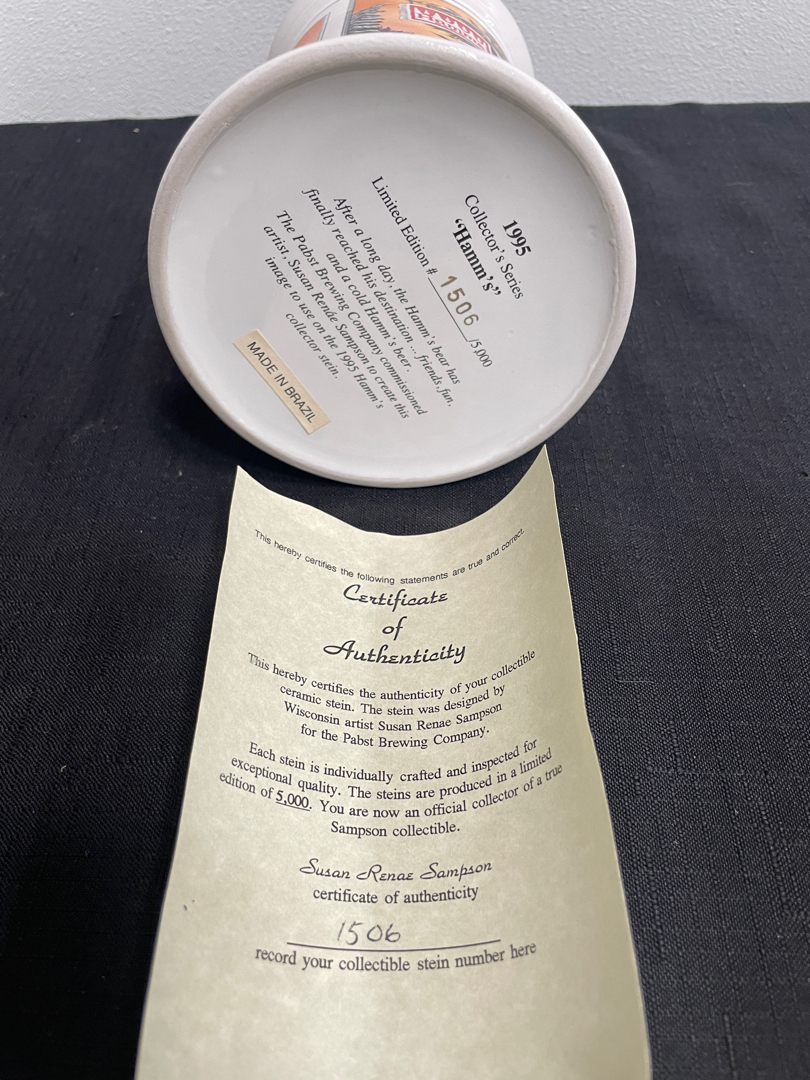 1995
Collector's Series
"Hamm's"
Limited Edition # 1506 /5,000
After a long day, the Hamm's bear has
finally reached his destination ... friends, fun,
and a cold Hamm's beer.
The Pabst Brewing Company commissioned
artist, Susan Renáe Sampson to create this
image to use on the 1995 Hamm's
collector stein.
MADE IN BRAZIL
This hereby certifies the following statements are true and correct.
Certificate
of
Authenticity
This hereby certifies the authenticity of your collectible
ceramic stein. The stein was designed by
Wisconsin artist Susan Renae Sampson
for the Pabst Brewing Company.
Each stein is individually crafted and inspected for
exceptional quality. The steins are produced in a limited
edition of 5,000. You are now an official collector of a true
Sampson collectible.
Susan Renae Sampson
certificate of authenticity
1506
record your collectible stein number here